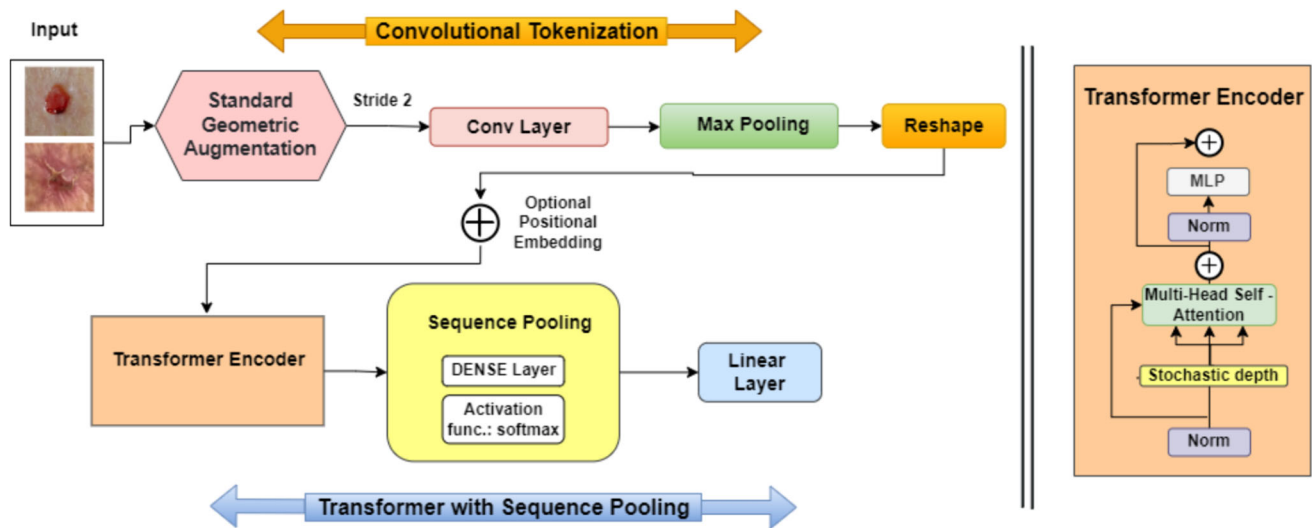 Input
Convolutional Tokenization
Standard
Geometric
Augmentation
Stride 2
Conv Layer
Max Pooling
Reshape
Optional
Positional
Embedding
Transformer Encoder
Sequence Pooling
DENSE Layer
Activation
func.: softmax
Linear
Layer
Transformer with Sequence Pooling
Transformer Encoder
MLP
Norm
Multi-Head Self -
Attention
Stochastic depth
Norm